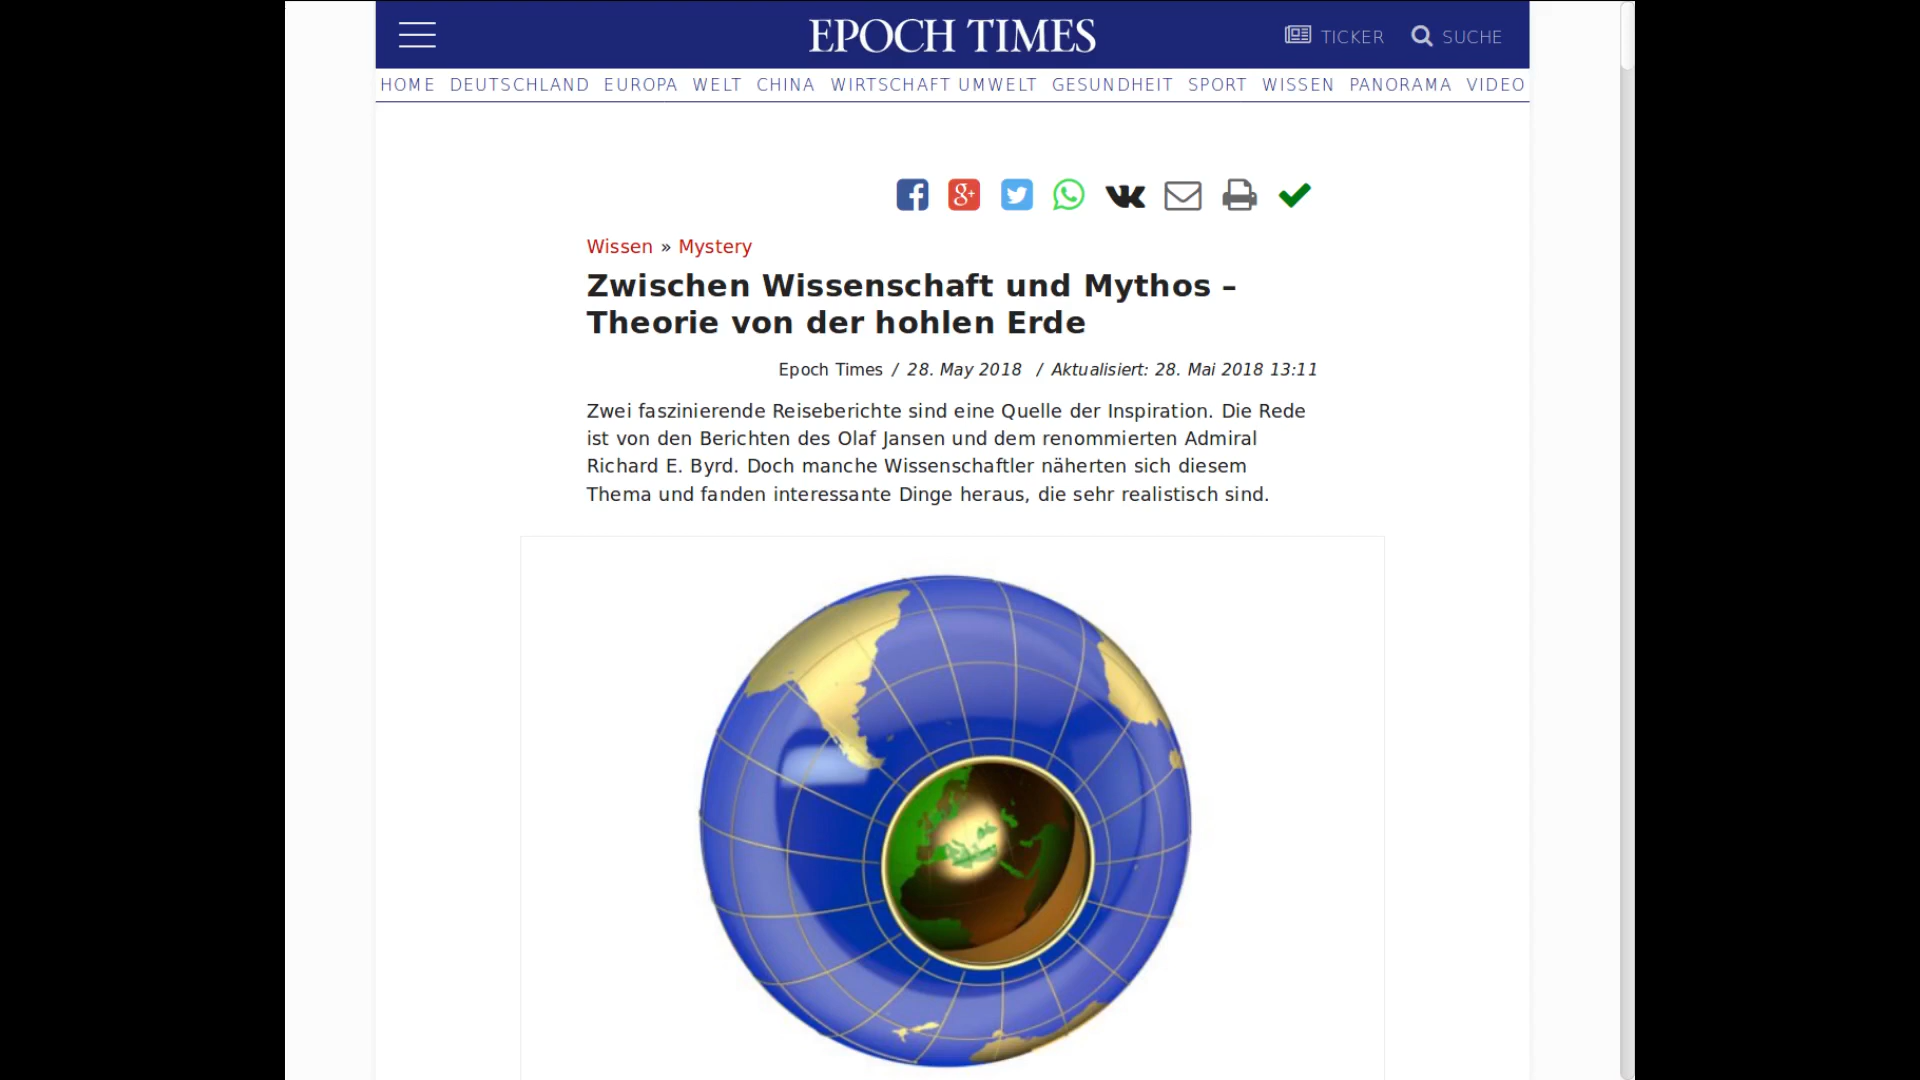 EPOCH TIMES
TICKER
SUCHE
HOME DEUTSCHLAND EUROPA WELT CHINA WIRTSCHAFT UMWELT GESUNDHEIT SPORT WISSEN PANORAMA VIDEO
Wissen » Mystery
Zwischen Wissenschaft und Mythos –
Theorie von der hohlen Erde
Epoch Times / 28. May 2018 / Aktualisiert: 28. Mai 2018 13:11
Zwei faszinierende Reiseberichte sind eine Quelle der Inspiration. Die Rede
ist von den Berichten des Olaf Jansen und dem renommierten Admiral
Richard E. Byrd. Doch manche Wissenschaftler näherten sich diesem
Thema und fanden interessante Dinge heraus, die sehr realistisch sind.